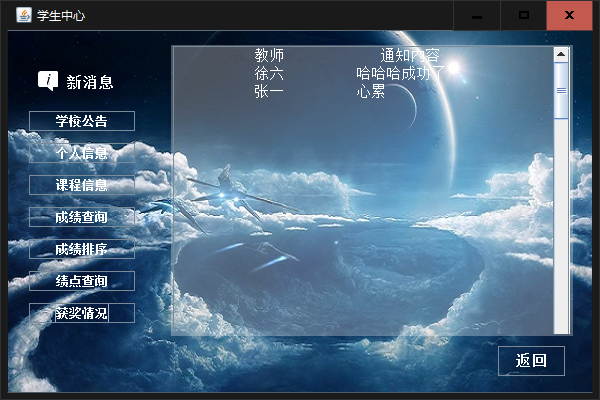 学生中心
新消息
学校公告
个人信息
课程信息
成绩查询
成绩排序
绩点查询
获奖情况
教师 通知内容
徐六 哈哈哈成功了
张一 心累
返回